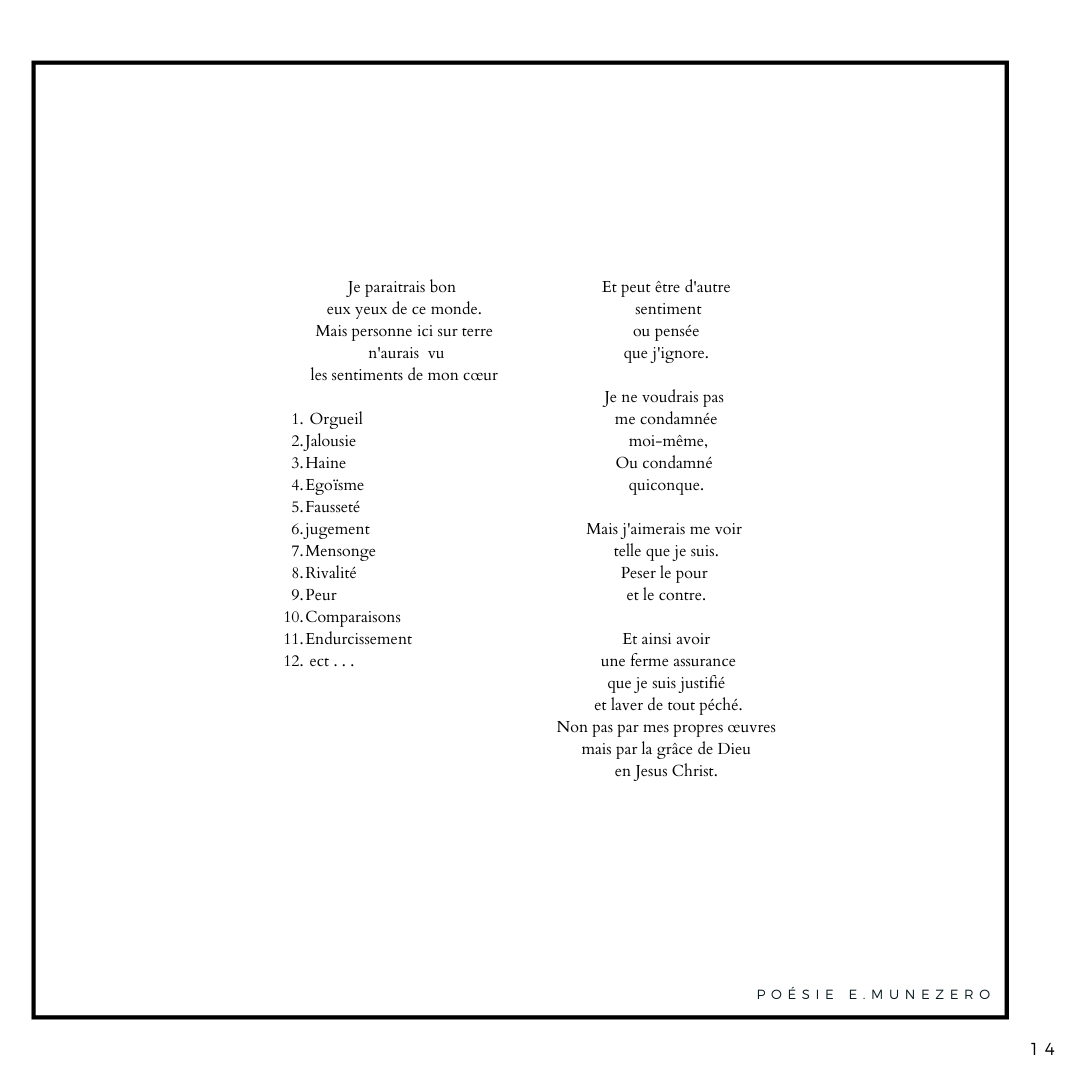 Je paraitrais bon
eux yeux de ce monde.
Mais personne ici sur terre
n'aurais  vu
les sentiments de mon cœur
1. Orgueil
2. Jalousie
3. Haine
4. Egoïsme
5. Fausseté
6. jugement
7. Mensonge
8. Rivalité
9. Peur
10. Comparaisons
11. Endurcissement
12. ect . . .
Et peut être d'autre
sentiment
ou pensée
que j'ignore.
Je ne voudrais pas
me condamnée
moi-même,
Ou condamné
quiconque.
Mais j'aimerais me voir
telle que je suis.
Peser le pour
et le contre.
Et ainsi avoir
une ferme assurance
que je suis justifié
et laver de tout péché.
Non pas par mes propres œuvres
mais par la grâce de Dieu
en Jesus Christ.
POÉSIE E.MUNEZERO
14